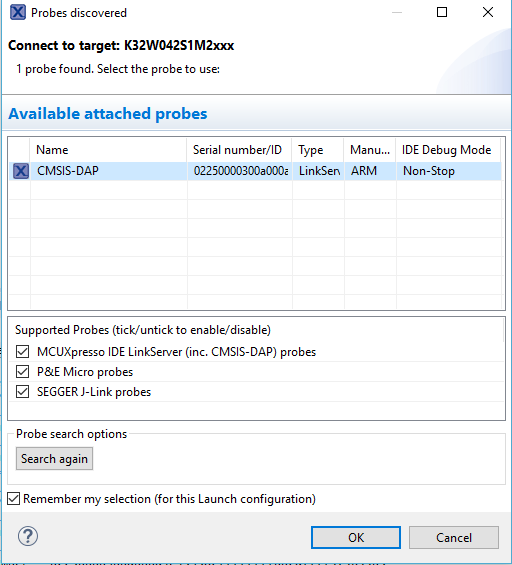 Probes discovered
Connect to target: K32W042S1M2xxx
1 probe found. Select the probe to use:
Available attached probes
Name Serial number/ID Type Manu... IDE Debug Mode
CMSIS-DAP 02250000300a000a LinkServ ARM Non-Stop
Supported Probes (tick/untick to enable/disable)
MCUXpresso IDE LinkServer (inc. CMSIS-DAP) probes
P&E Micro probes
SEGGER J-Link probes
Probe search options
Search again
Remember my selection (for this Launch configuration)
?
OK Cancel